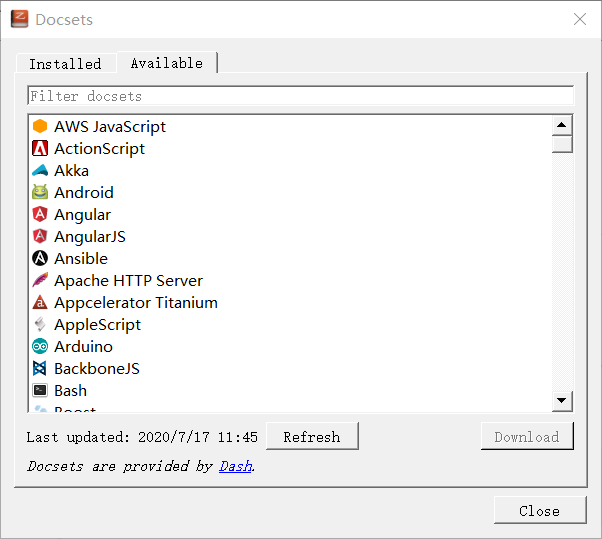 Docsets
Installed Available
Filter docsets
AWS JavaScript
ActionScript
Akka
Android
Angular
AngularJS
Ansible
Apache HTTP Server
Appcelerator Titanium
AppleScript
Arduino
BackboneJS
Bash
Boost
Last updated: 2020/7/17 11:45 Refresh Download
Docsets are provided by Dash.
Close